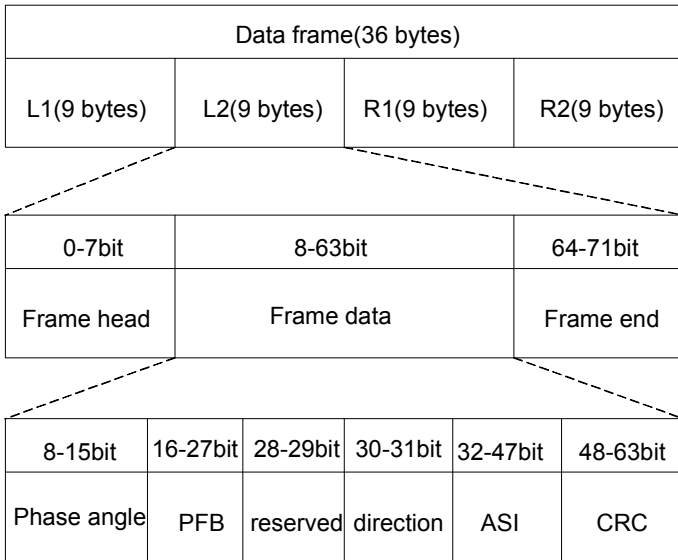 Data frame(36 bytes)
L1(9 bytes) L2(9 bytes) R1(9 bytes) R2(9 bytes)
0-7bit 8-63bit 64-71bit
Frame head Frame data Frame end
8-15bit 16-27bit 28-29bit 30-31bit 32-47bit 48-63bit
Phase angle PFB reserved direction ASI CRC